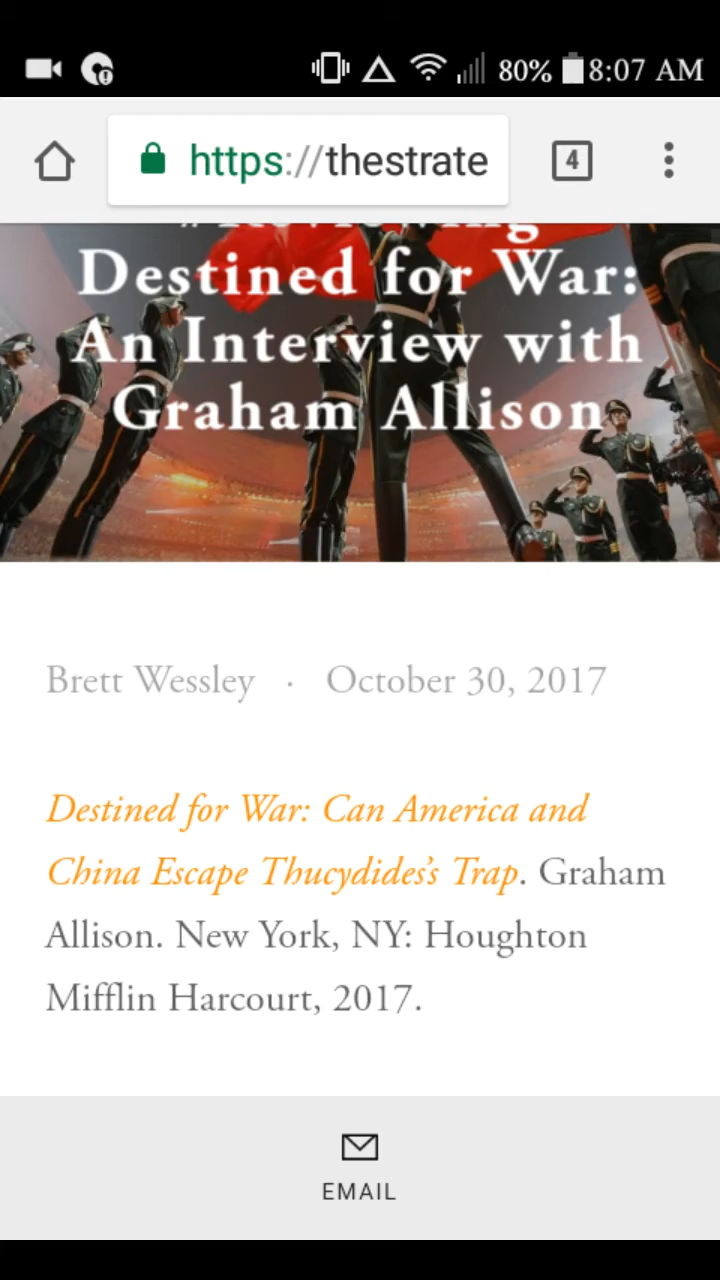 80% 8:07 AM
https://thestrate
4
#Reviewing
Destined for War:
An Interview with
Graham Allison
Brett Wessley · October 30, 2017
Destined for War: Can America and
China Escape Thucydides’s Trap. Graham
Allison. New York, NY: Houghton
Mifflin Harcourt, 2017.
EMAIL